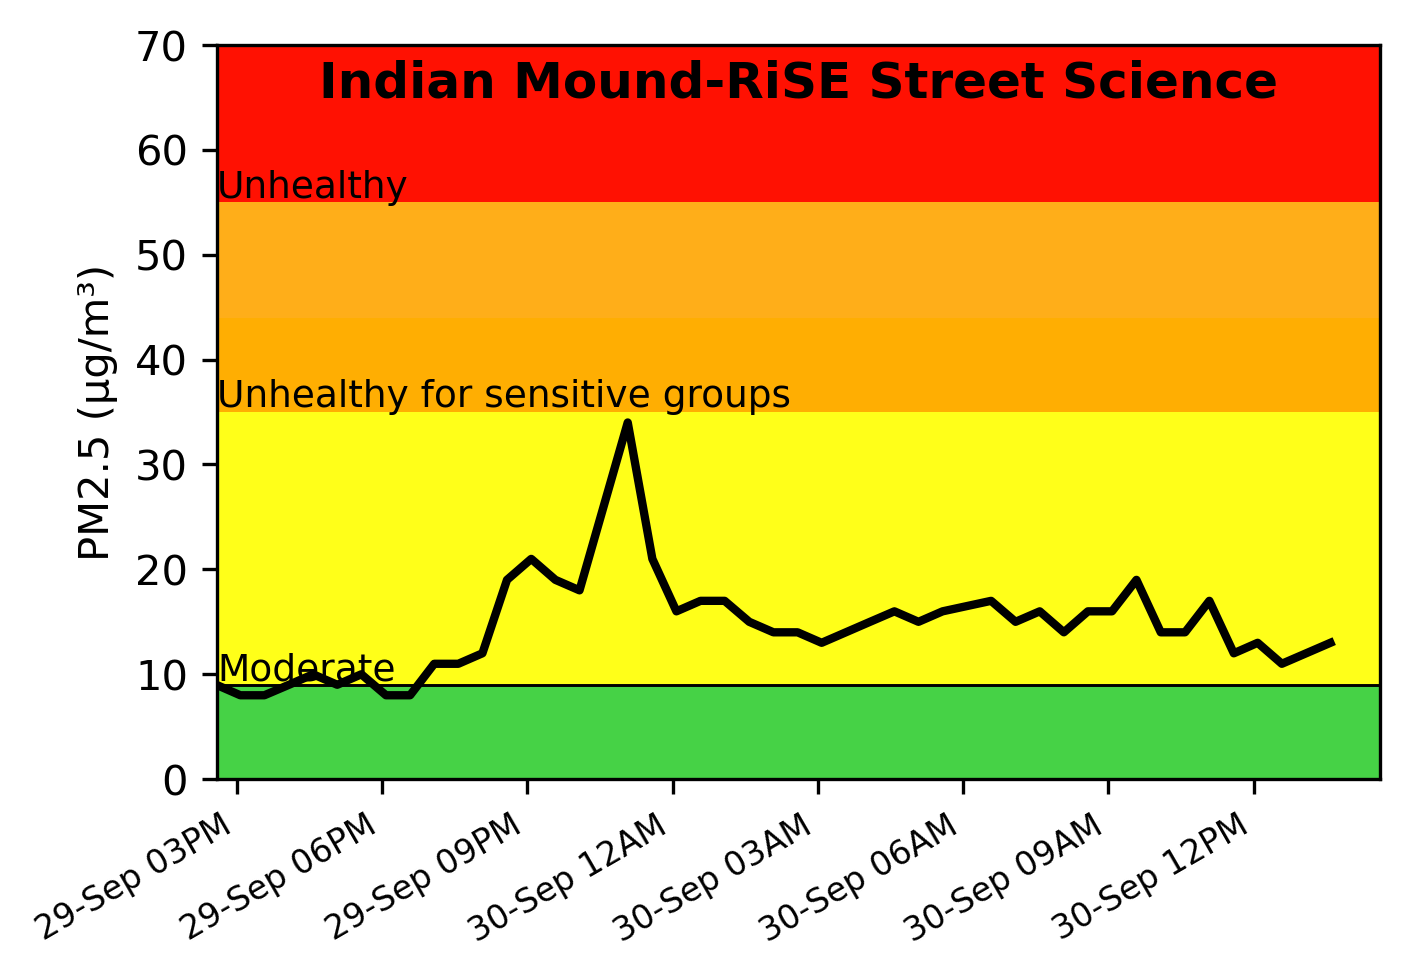 Indian Mound-RiSE Street Science
70
60
50
40
30
20
10
0
PM2.5 (µg/m³)
Unhealthy
Unhealthy for sensitive groups
Moderate
29-Sep 03PM
29-Sep 06PM
29-Sep 09PM
30-Sep 12AM
30-Sep 03AM
30-Sep 06AM
30-Sep 09AM
30-Sep 12PM